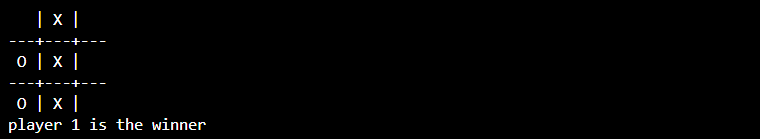 | X |
---+---+---
 O | X |
---+---+---
 O | X |
player 1 is the winner